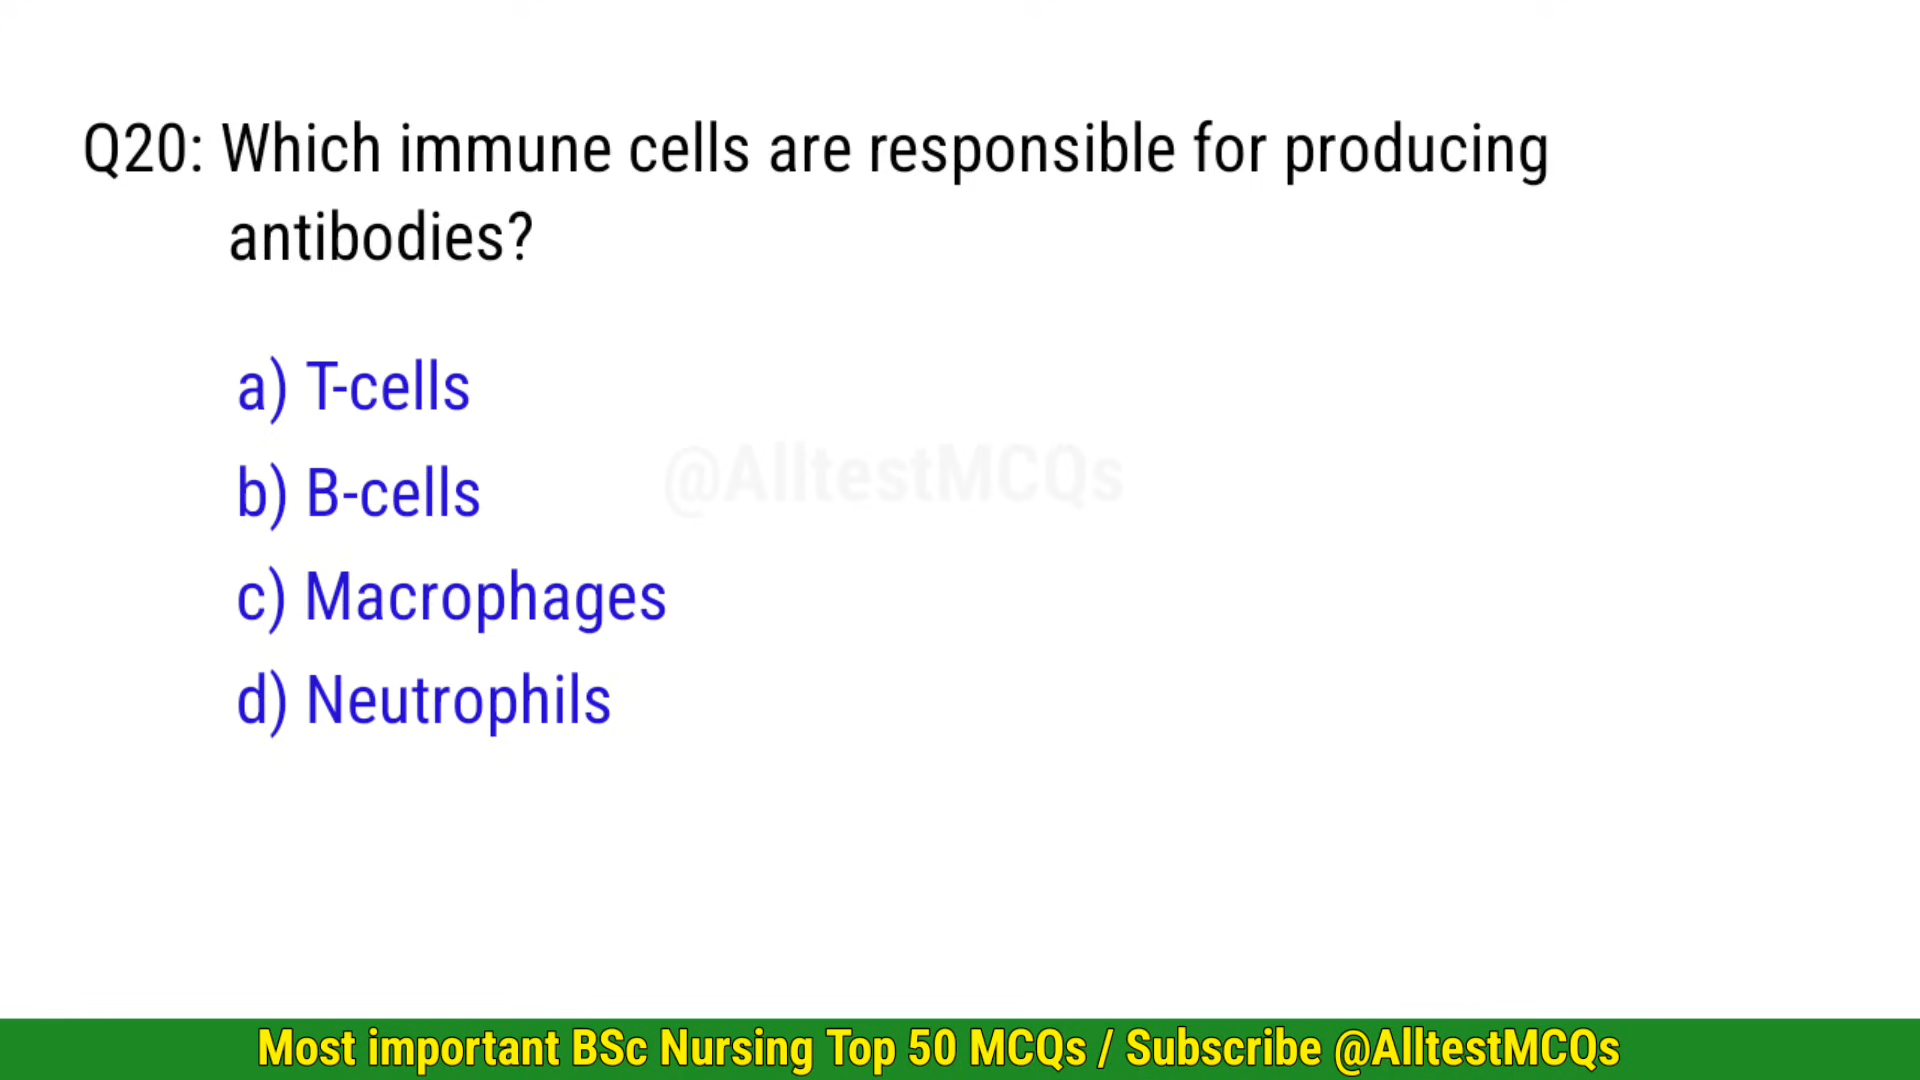 Q20: Which immune cells are responsible for producing
antibodies?
a) T-cells
@AlltestMCQs
b) B-cells
c) Macrophages
d) Neutrophils
Most important BSc Nursing Top 50 MCQs / Subscribe @AlltestMCQs